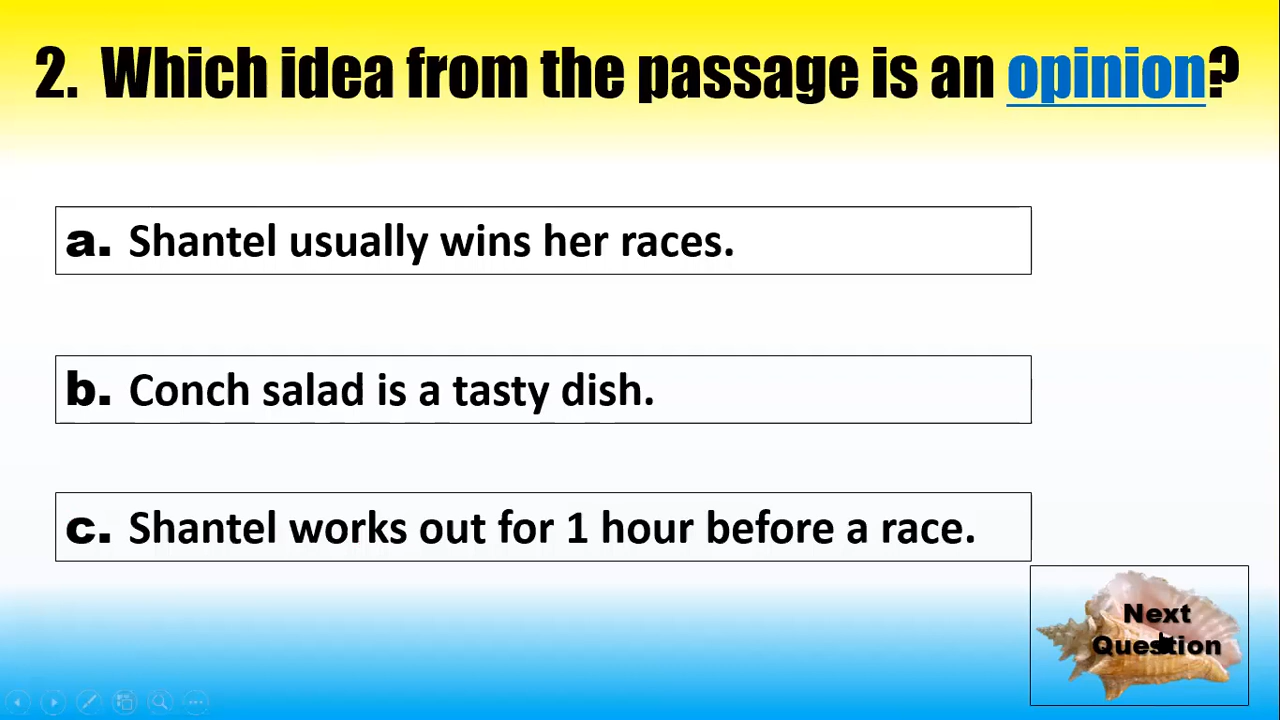 2. Which idea from the passage is an opinion?
a. Shantel usually wins her races.
b. Conch salad is a tasty dish.
c. Shantel works out for 1 hour before a race.
Next
Question